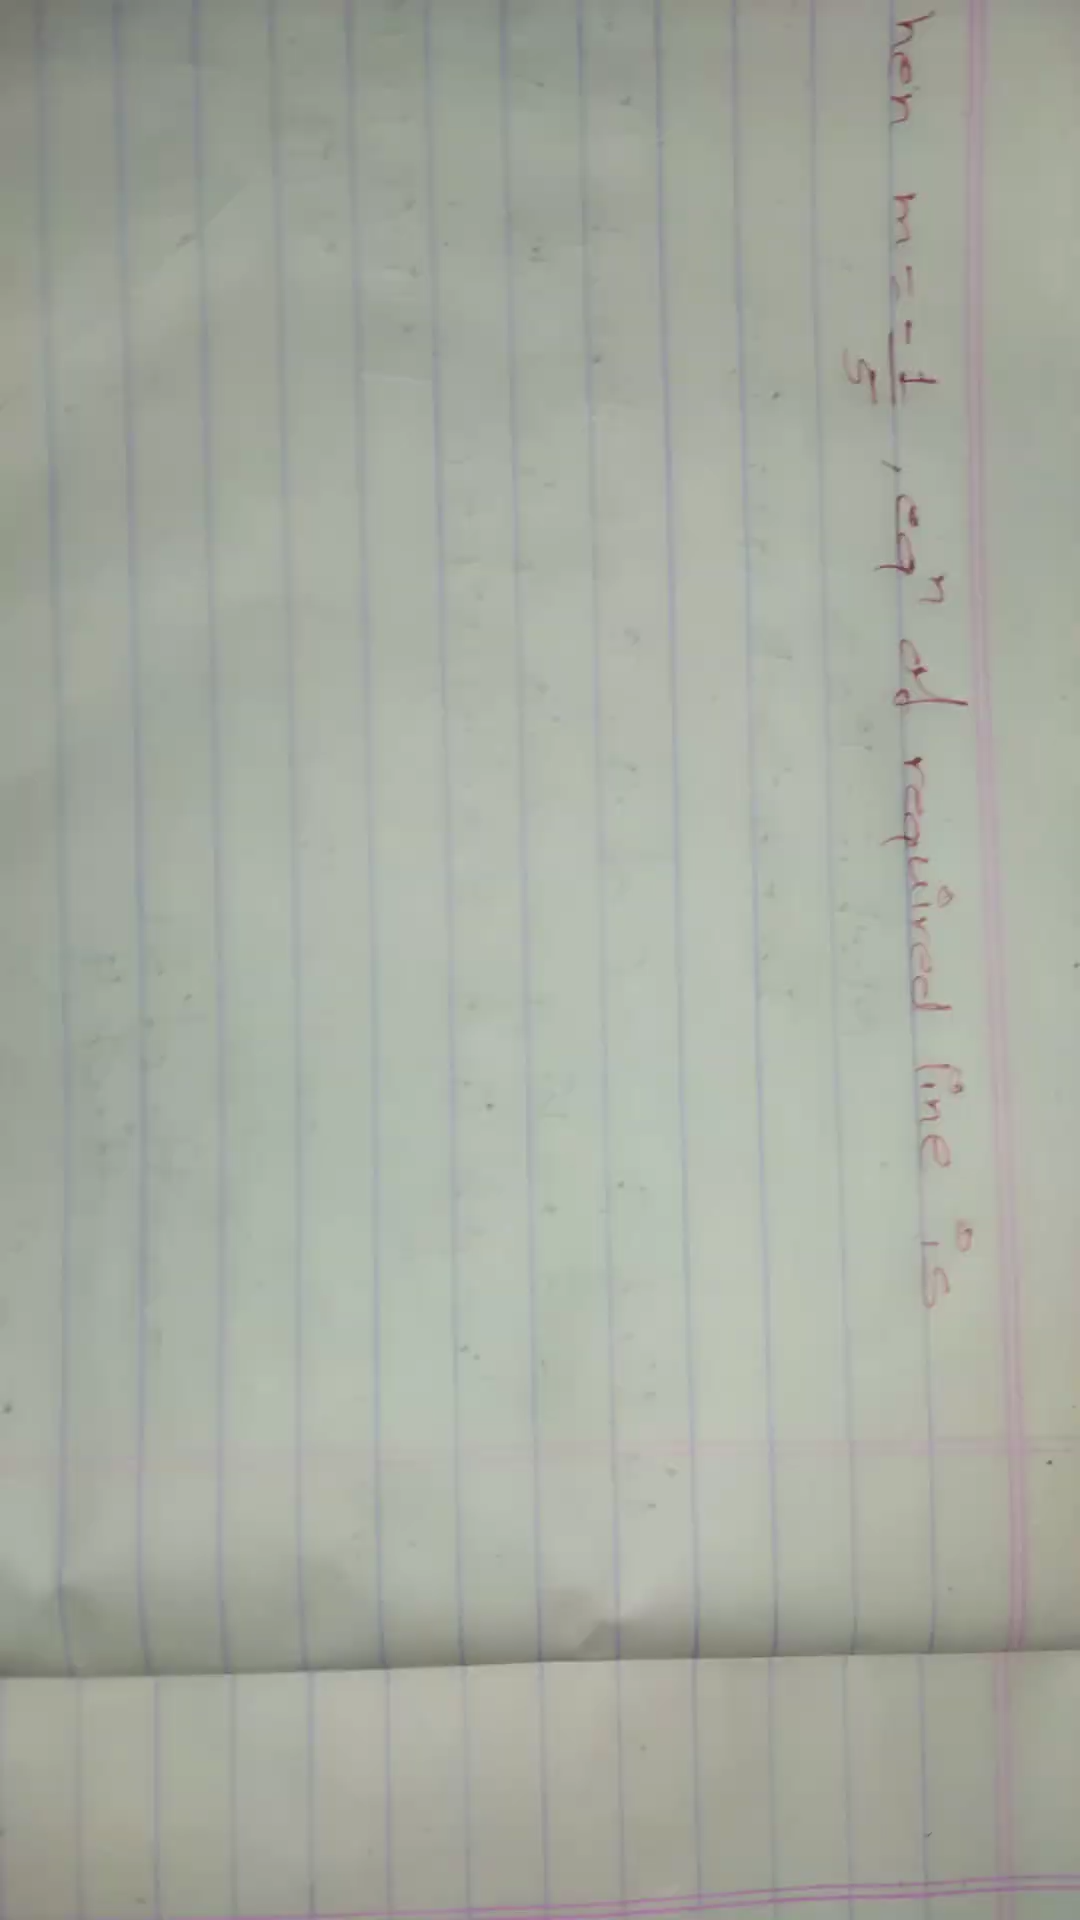 hen m = - 1/5, eqn of required line is